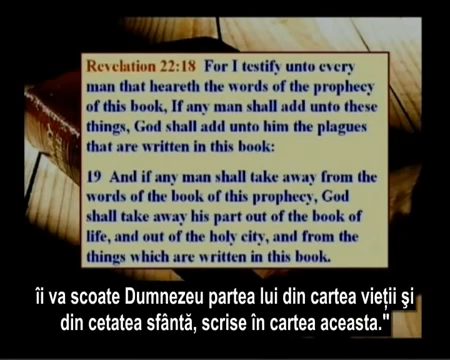 Revelation 22:18 For I testify unto every
man that heareth the words of the prophecy
of this book, If any man shall add unto these
things, God shall add unto him the plagues
that are written in this book:
19 And if any man shall take away from the
words of the book of this prophecy, God
shall take away his part out of the book of
life, and out of the holy city, and from the
things which are written in this book.
îi va scoate Dumnezeu partea lui din cartea vieţii şi
din cetatea sfântă, scrise în cartea aceasta."